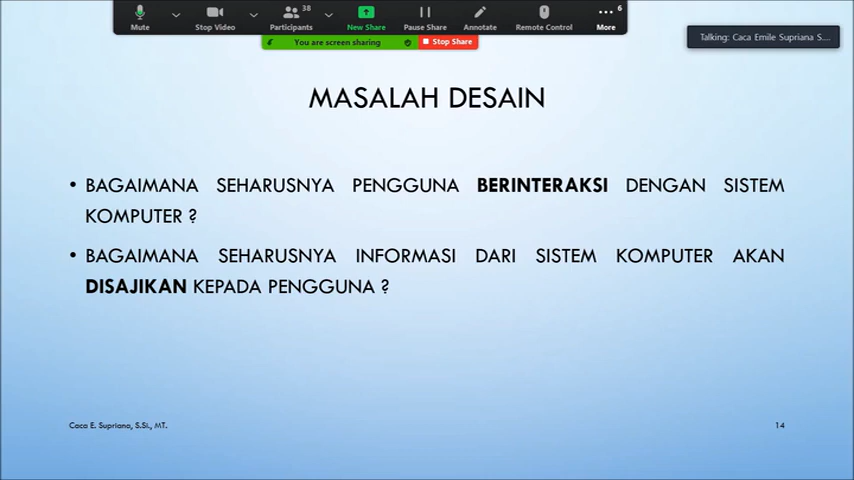 38
6
Mute
Stop Video
Participants
New Share
Pause Share
Annotate
Remote Control
More
You are screen sharing
Stop Share
Talking: Caca Emile Supriana S....
MASALAH DESAIN
• BAGAIMANA SEHARUSNYA PENGGUNA BERINTERAKSI DENGAN SISTEM
KOMPUTER ?
• BAGAIMANA SEHARUSNYA INFORMASI DARI SISTEM KOMPUTER AKAN
DISAJIKAN KEPADA PENGGUNA ?
Caca E. Supriana, S.Si., MT.
14